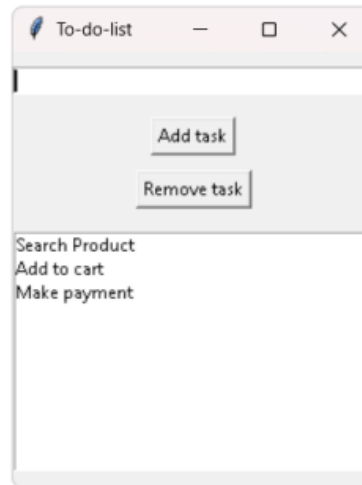 To-do-list
Add task
Remove task
Search Product
Add to cart
Make payment